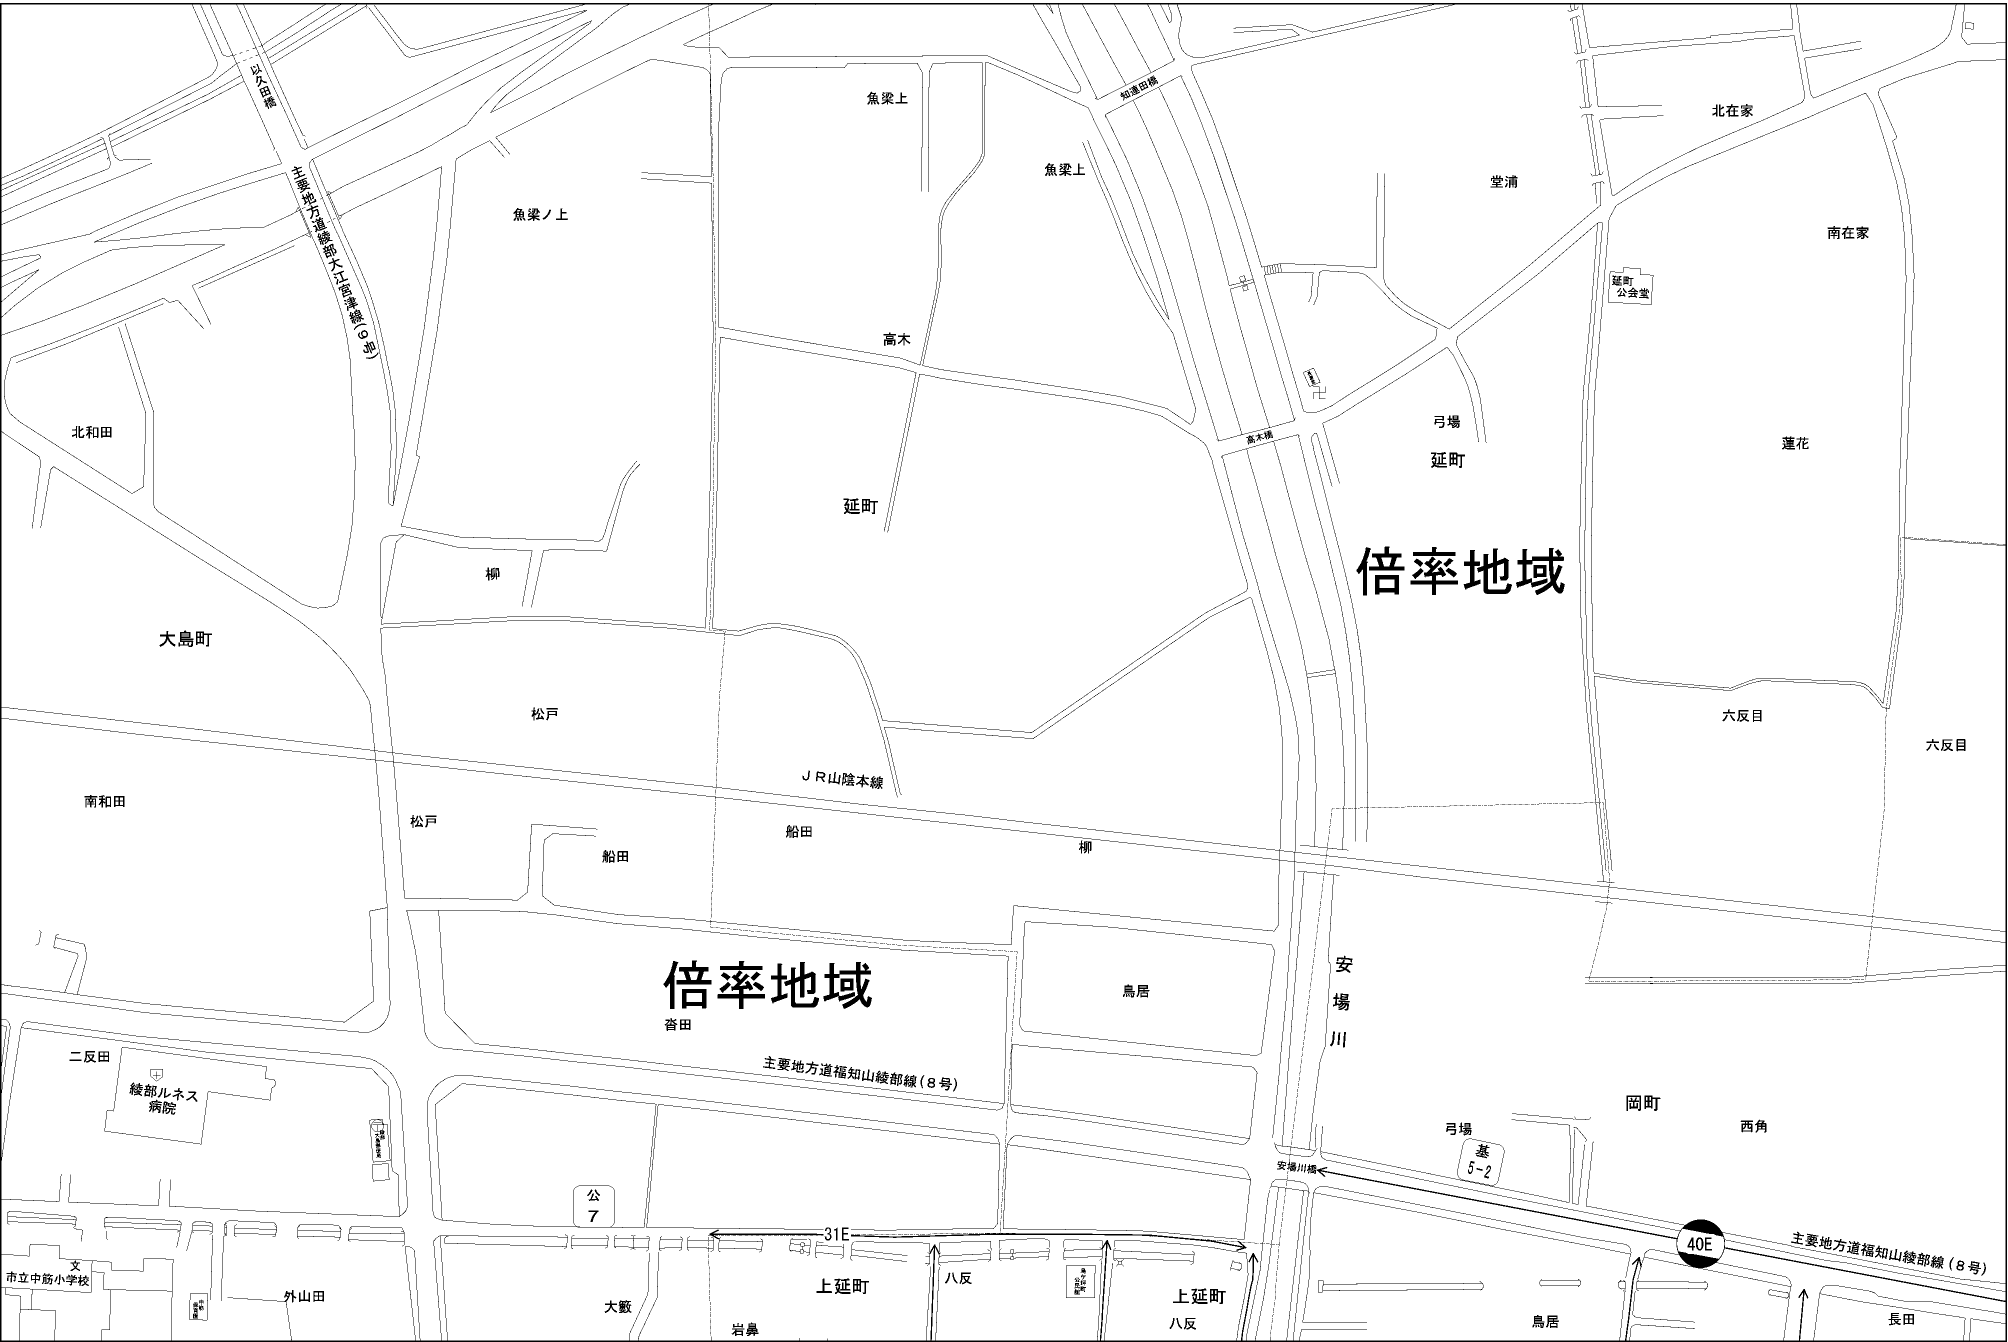 以久田橋
主要地方道綾部大江宮津線(9号)
魚梁上
知連田橋
北在家
魚梁上
堂浦
魚梁ノ上
南在家
延町
公会堂
高木
北和田
弓場
高木橋
蓮花
延町
延町
倍率地域
柳
大島町
松戸
六反目
六反目
JR山陰本線
南和田
松戸
船田
船田
柳
倍率地域
安場川
鳥居
沓田
二反田
主要地方道福知山綾部線(8号)
綾部ルネス
病院
岡町
西角
弓場
基
5-2
安場川橋
公
7
31E
40E
主要地方道福知山綾部線(8号)
文
市立中筋小学校
外山田
大籔
上延町
八反
上延町
八反
岩鼻
鳥居
長田